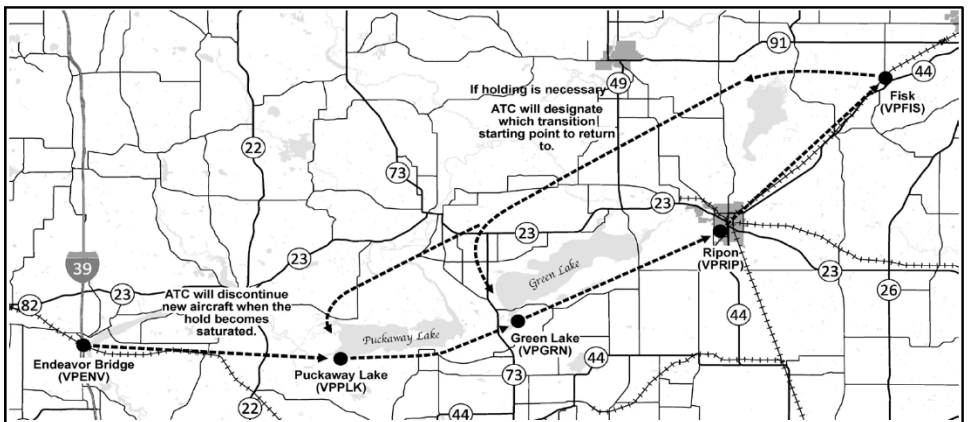 91
44
Fisk
(VPFIS)
49
If holding is necessary
ATC will designate
which transition
starting point to return
to.
22
73
23
23
Ripon
(VPRIP)
23
39
23
Green Lake
26
82
23
ATC will discontinue
new aircraft when the
hold becomes
saturated.
44
Puckaway Lake
Green Lake
(VPGRN)
Endeavor Bridge
(VPENV)
Puckaway Lake
(VPPLK)
44
73
22
44